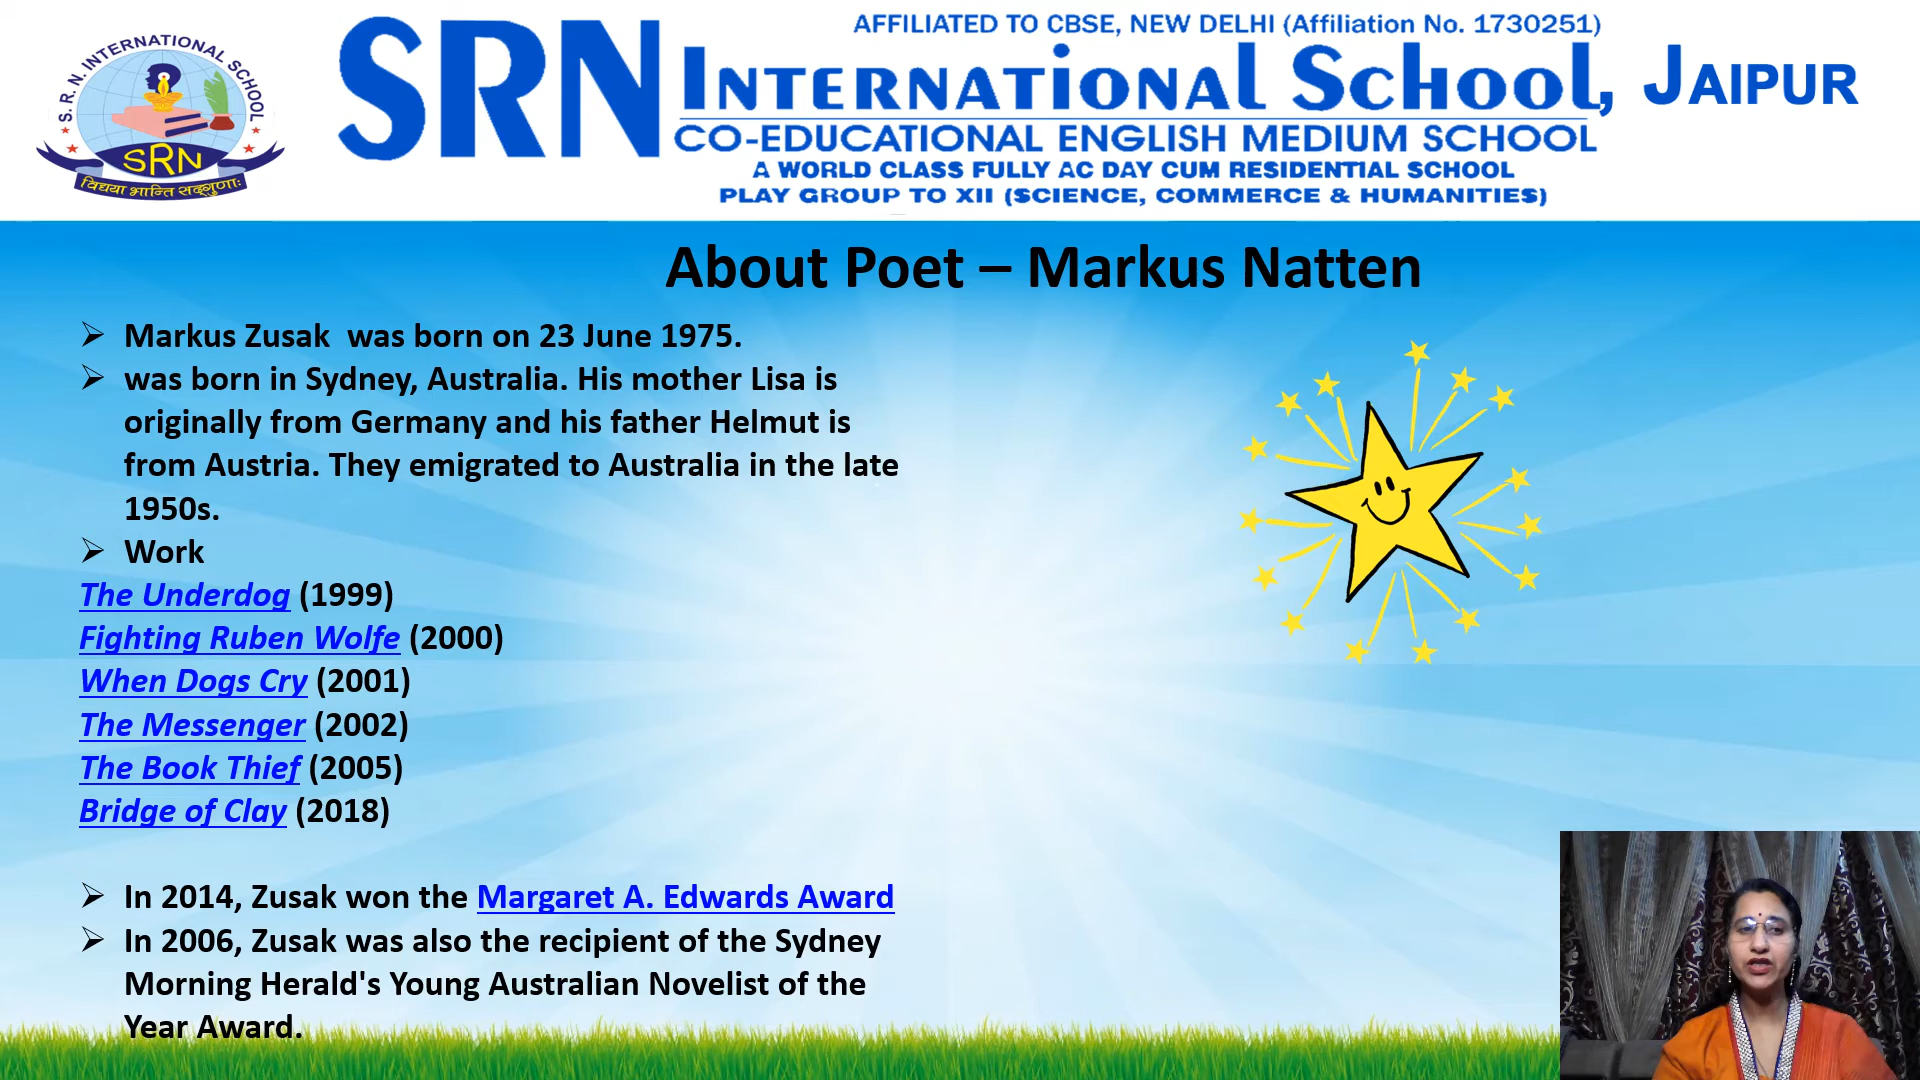 S. R. N. INTERNATIONAL SCHOOL
SRN
विद्यया भान्ति सद्गुणाः
AFFILIATED TO CBSE, NEW DELHI (Affiliation No. 1730251)
SRN INTERNATIONAL SCHOOL, JAIPUR
CO-EDUCATIONAL ENGLISH MEDIUM SCHOOL
A WORLD CLASS FULLY AC DAY CUM RESIDENTIAL SCHOOL
PLAY GROUP TO XII (SCIENCE, COMMERCE & HUMANITIES)
About Poet – Markus Natten
➢ Markus Zusak was born on 23 June 1975.
➢ was born in Sydney, Australia. His mother Lisa is
originally from Germany and his father Helmut is
from Austria. They emigrated to Australia in the late
1950s.
➢ Work
The Underdog (1999)
Fighting Ruben Wolfe (2000)
When Dogs Cry (2001)
The Messenger (2002)
The Book Thief (2005)
Bridge of Clay (2018)
➢ In 2014, Zusak won the Margaret A. Edwards Award
➢ In 2006, Zusak was also the recipient of the Sydney
Morning Herald's Young Australian Novelist of the
Year Award.